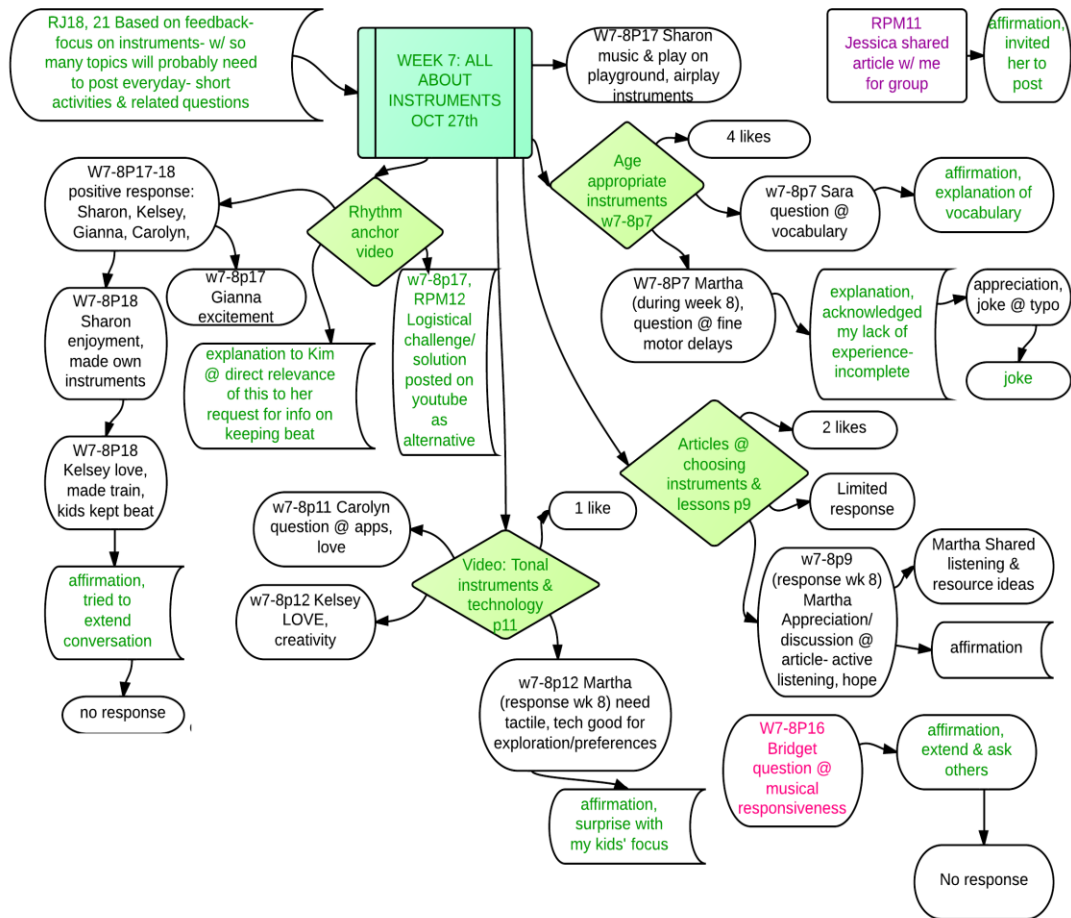 RJ18, 21 Based on feedback-
focus on instruments- w/ so
many topics will probably need
to post everyday- short
activities & related questions
WEEK 7: ALL
ABOUT
INSTRUMENTS
OCT 27th
W7-8P17 Sharon
music & play on
playground, airplay
instruments
RPM11
Jessica shared
article w/ me
for group
affirmation,
invited
her to
post
4 likes
Age
appropriate
instruments
w7-8p7
w7-8p7 Sara
question @
vocabulary
affirmation,
explanation of
vocabulary
W7-8P17-18
positive response:
Sharon, Kelsey,
Gianna, Carolyn,
Rhythm
anchor
video
w7-8p17
Gianna
excitement
W7-8P18
Sharon
enjoyment,
made own
instruments
explanation to Kim
@ direct relevance
of this to her
request for info on
keeping beat
w7-8p17,
RPM12
Logistical
challenge/
solution
posted on
youtube
as
alternative
W7-8P7 Martha
(during week 8),
question @ fine
motor delays
explanation,
acknowledged
my lack of
experience-
incomplete
appreciation,
joke @ typo
joke
W7-8P18
Kelsey love,
made train,
kids kept beat
affirmation,
tried to
extend
conversation
no response
2 likes
Articles @
choosing
instruments &
lessons p9
Limited
response
w7-8p9
(response wk 8)
Martha
Appreciation/
discussion @
article- active
listening, hope
Martha Shared
listening &
resource ideas
affirmation
w7-8p11 Carolyn
question @ apps,
love
1 like
Video: Tonal
instruments &
technology
p11
w7-8p12 Kelsey
LOVE,
creativity
w7-8p12 Martha
(response wk 8) need
tactile, tech good for
exploration/preferences
affirmation,
surprise with
my kids' focus
W7-8P16
Bridget
question @
musical
responsiveness
affirmation,
extend & ask
others
No response